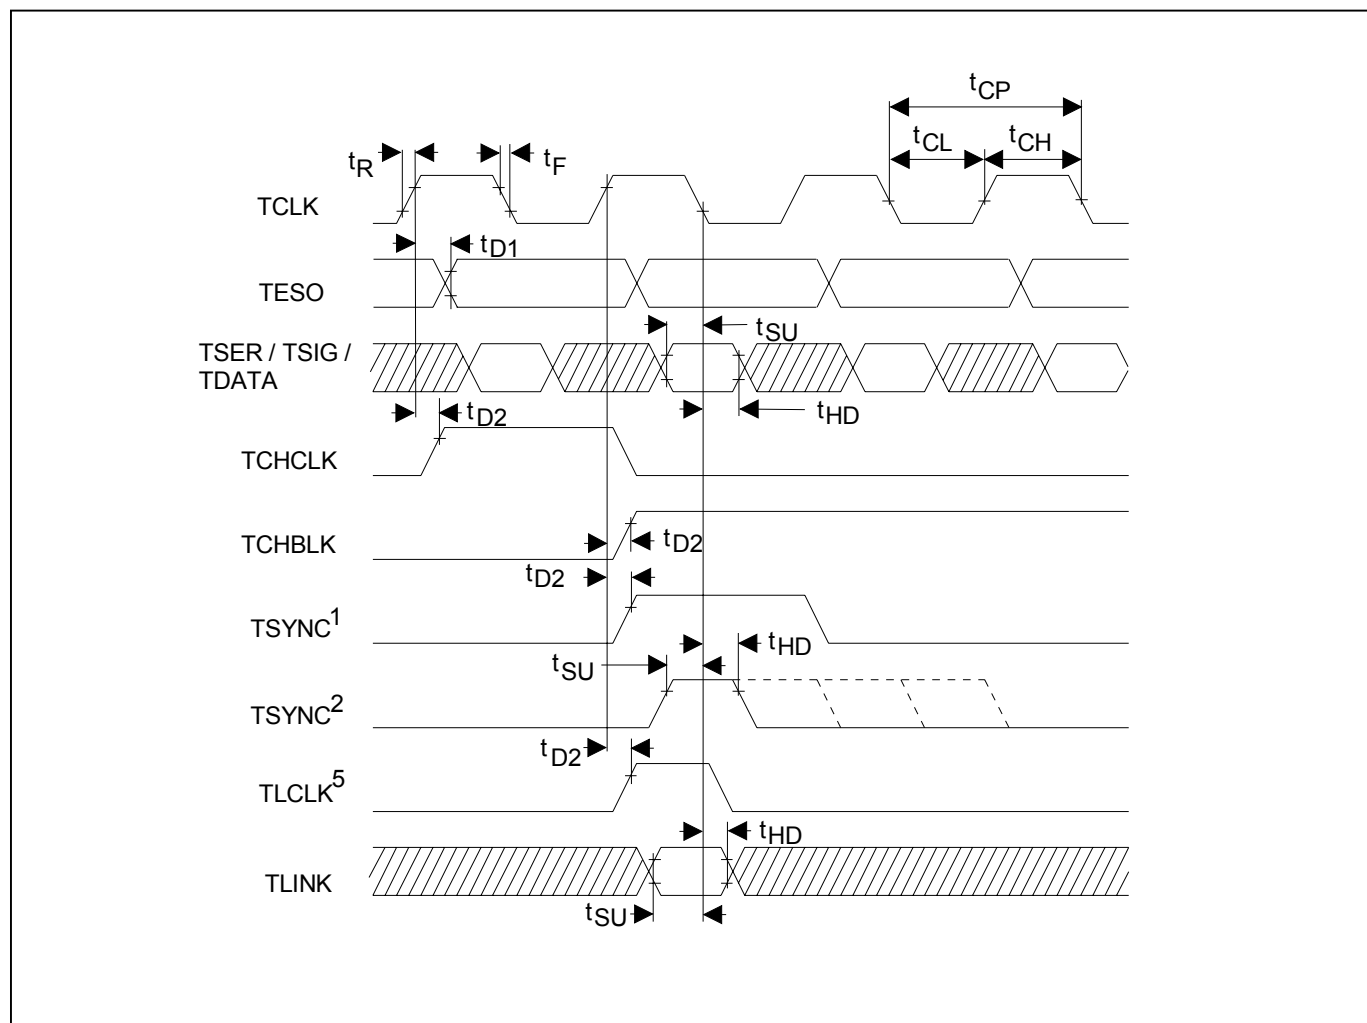 tCP
tCL tCH
tR tF
TCLK
tD1
TESO
tSU
TSER / TSIG /
TDATA
tHD
tD2
TCHCLK
TCHBLK
tD2
tD2
TSYNC1
tHD
tSU
TSYNC2
tD2
TLCLK5
tHD
TLINK
tSU